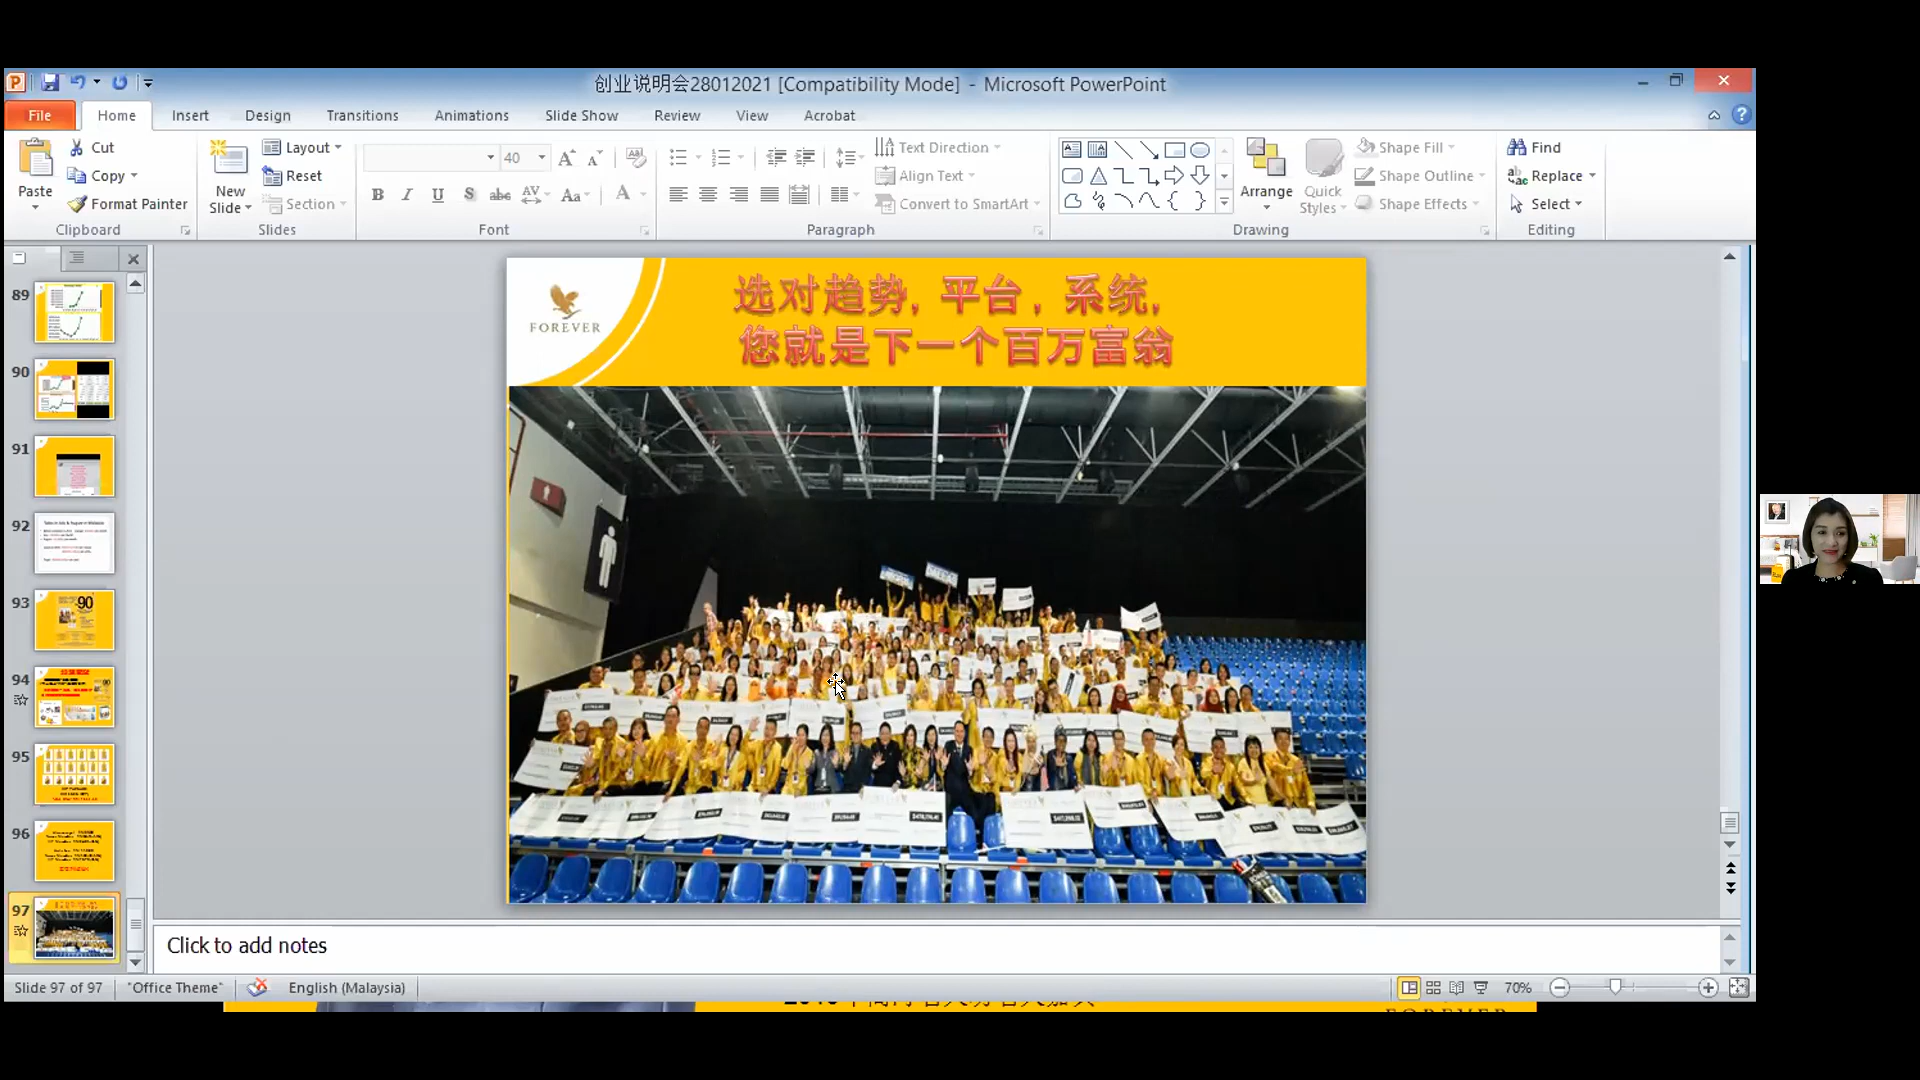 创业说明会28012021 [Compatibility Mode] - Microsoft PowerPoint
File Home Insert Design Transitions Animations Slide Show Review View Acrobat
Paste
Cut
Copy
Format Painter
Clipboard
New Slide
Layout
Reset
Section
Slides
40
Font
Text Direction
Align Text
Convert to SmartArt
Paragraph
Arrange
Quick Styles
Shape Fill
Shape Outline
Shape Effects
Drawing
Find
Replace
Select
Editing
89
90
91
92
93
90
94
95
96
97
FOREVER
选对趋势, 平台, 系统,
您就是下一个百万富翁
Click to add notes
Slide 97 of 97 "Office Theme" English (Malaysia) 70%
FOREVER